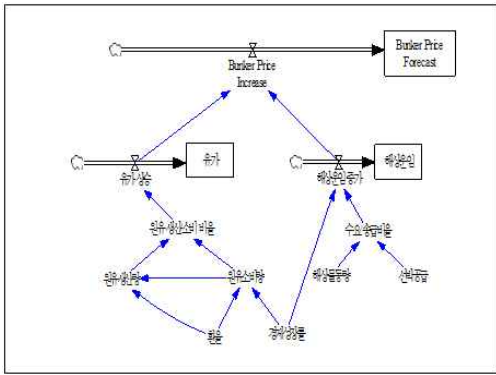 Bunker Price
Forecast
Bunker Price
Increase
유가
유가 상승
해상운임
해상운임증가
원유 생산소비 비율
수요공급비율
원유생산량
원유소비량
해상물동량
선박공급
환율
경제성장률